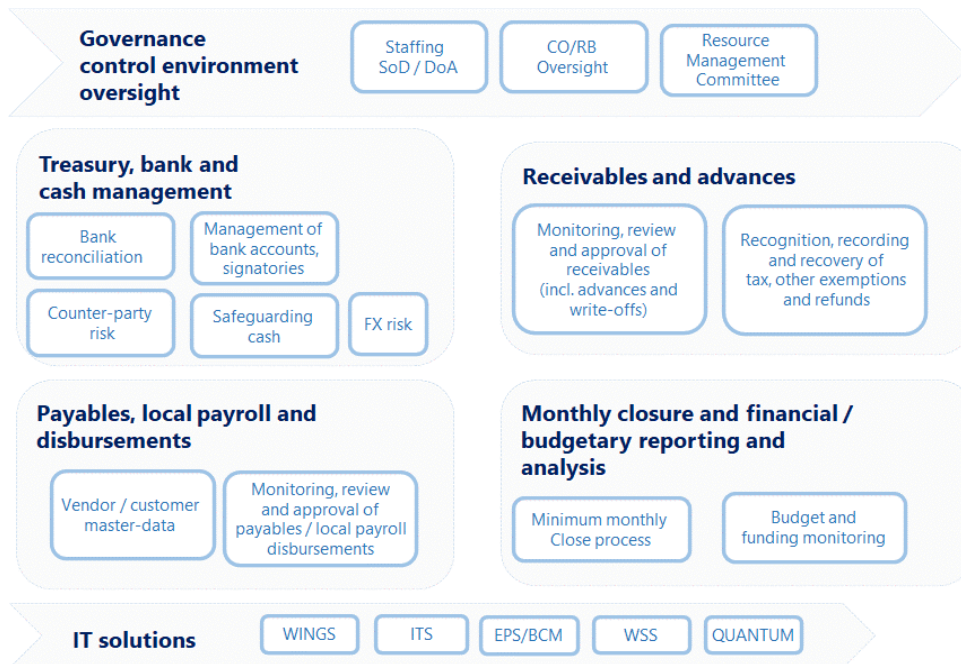 Governance
control environment
oversight
Staffing
SoD / DoA
CO/RB
Oversight
Resource
Management
Committee
Treasury, bank and
cash management
Bank
reconciliation
Management of
bank accounts,
signatories
Counter-party
risk
Safeguarding
cash
FX risk
Receivables and advances
Monitoring, review
and approval of
receivables
(incl. advances and
write-offs)
Recognition, recording
and recovery of
tax, other exemptions
and refunds
Payables, local payroll and
disbursements
Vendor / customer
master-data
Monitoring, review
and approval of
payables / local payroll
disbursements
Monthly closure and financial /
budgetary reporting and
analysis
Minimum monthly
Close process
Budget and
funding monitoring
IT solutions
WINGS
ITS
EPS/BCM
WSS
QUANTUM